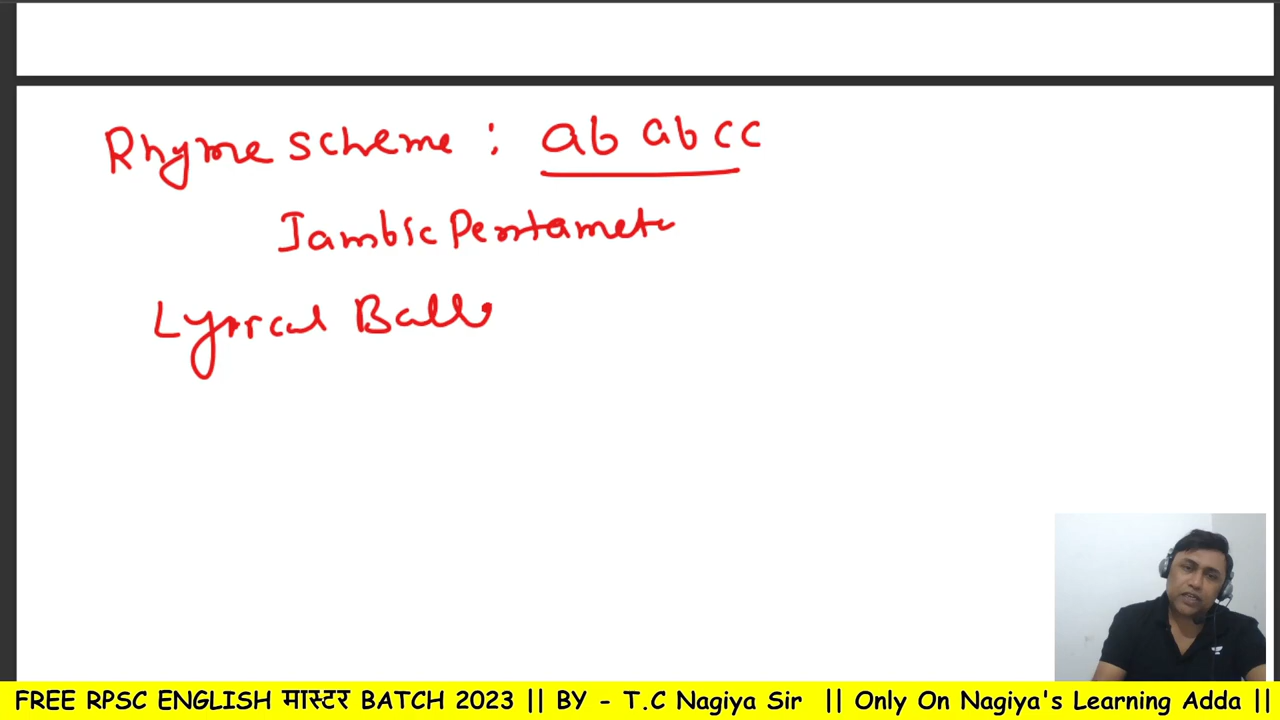 Rhyme scheme : ab ab cc
Iambic Pentamete
Lyrical Balla
FREE RPSC ENGLISH मास्टर BATCH 2023 || BY - T.C Nagiya Sir || Only On Nagiya's Learning Adda ||